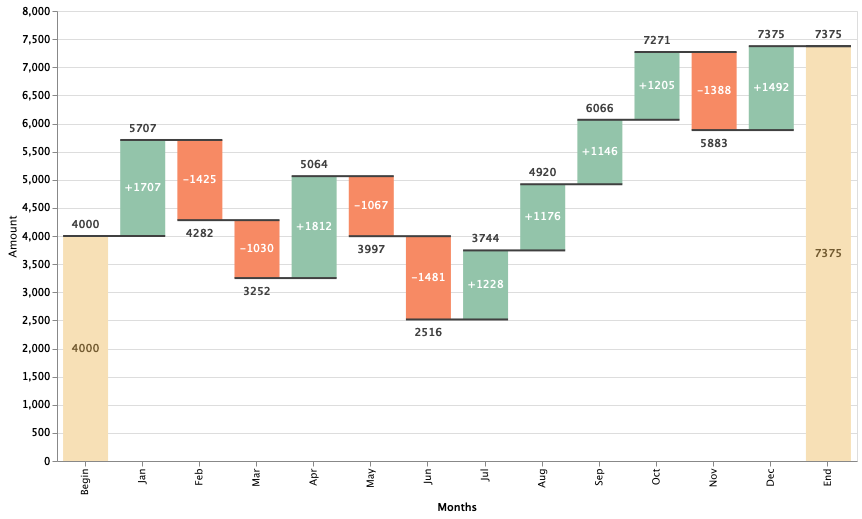 8,000
7,500
7,000
6,500
6,000
5,500
5,000
4,500
4,000
3,500
3,000
2,500
2,000
1,500
1,000
500
0
Amount
4000
4000
5707
+1707
−1425
4282
−1030
3252
5064
+1812
−1067
3997
−1481
2516
3744
+1228
4920
+1176
6066
+1146
7271
+1205
−1388
5883
7375
+1492
7375
7375
Begin
Jan
Feb
Mar
Apr
May
Jun
Jul
Aug
Sep
Oct
Nov
Dec
End
Months